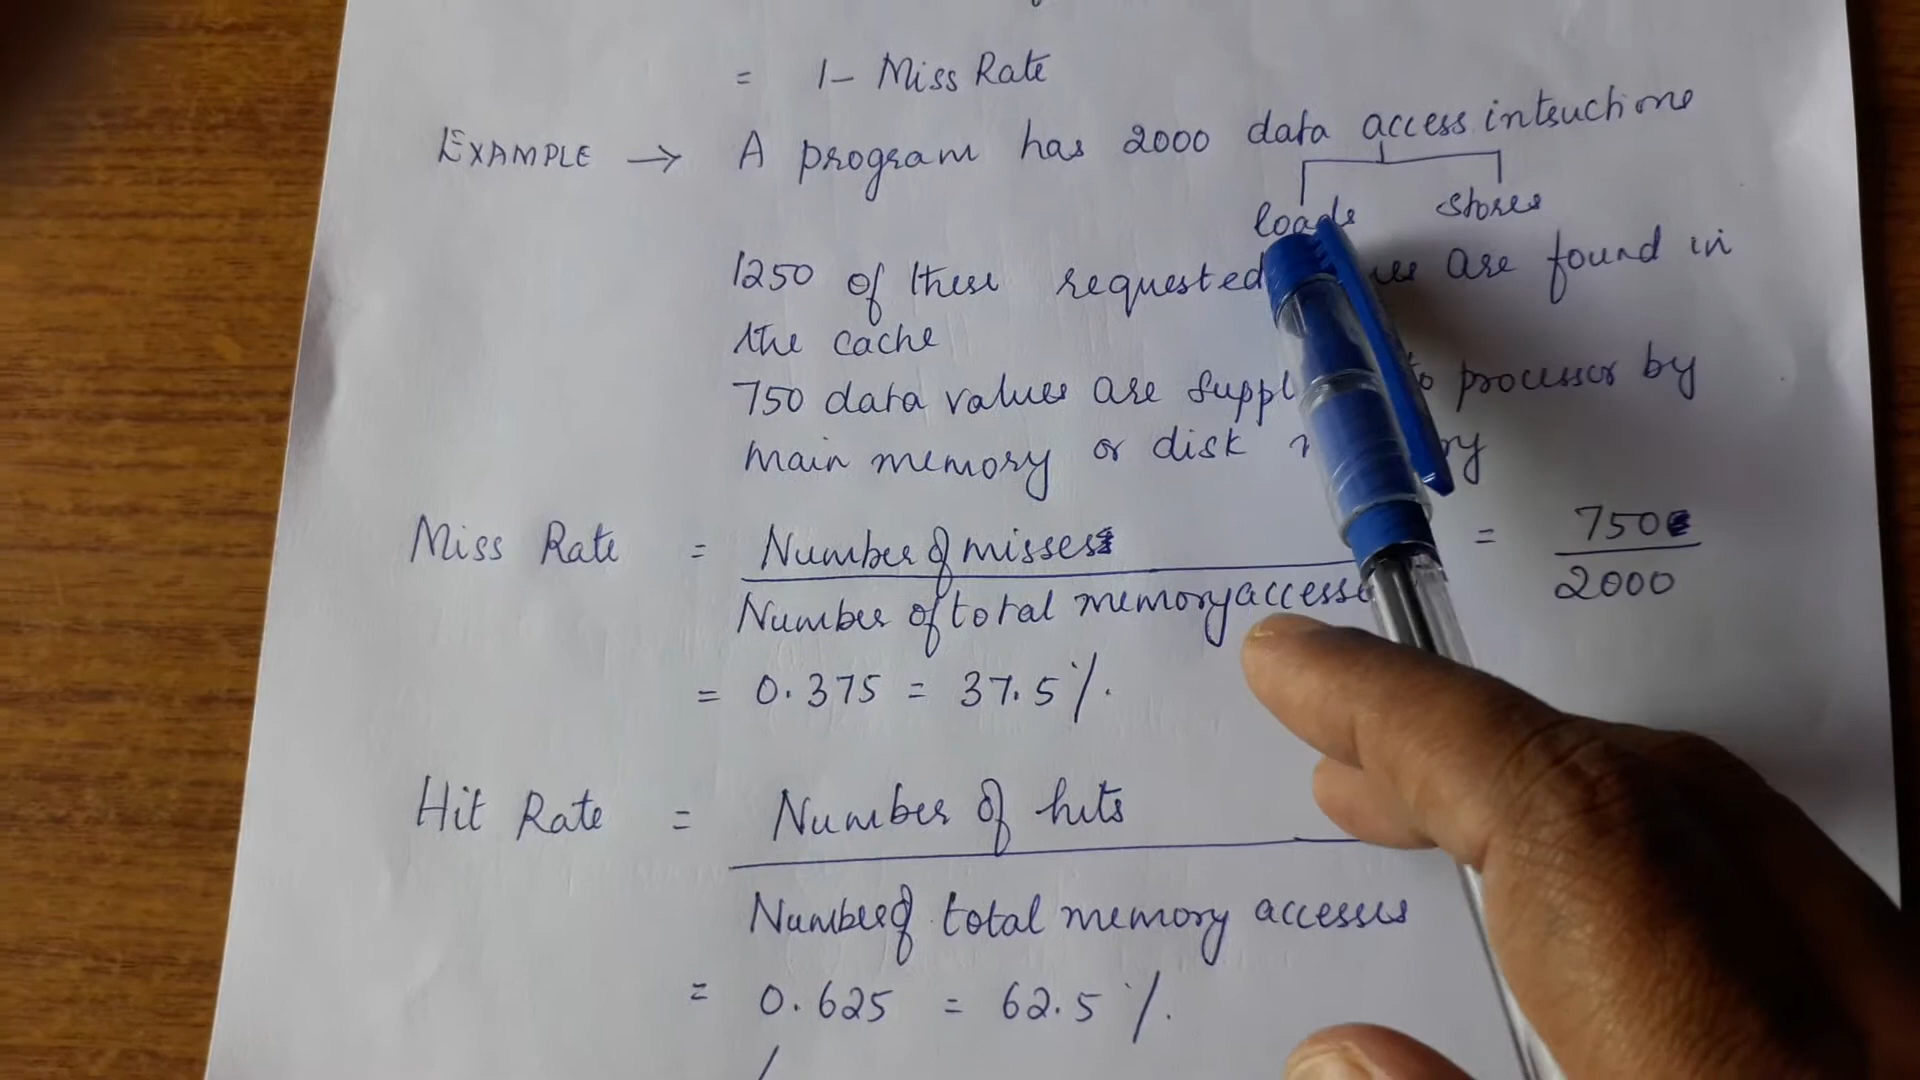 = 1 - Miss Rate
EXAMPLE → A program has 2000 data access intsuctions
loads stores
1250 of these requested are found in
the cache
750 data values are to processor by
main memory or disk
Miss Rate = Number of misses = 750
Number of total memory
2000
= 0.375 = 37.5 %.
Hit Rate = Number of hits
Number of total memory accesses
= 0.625 = 62.5 %.